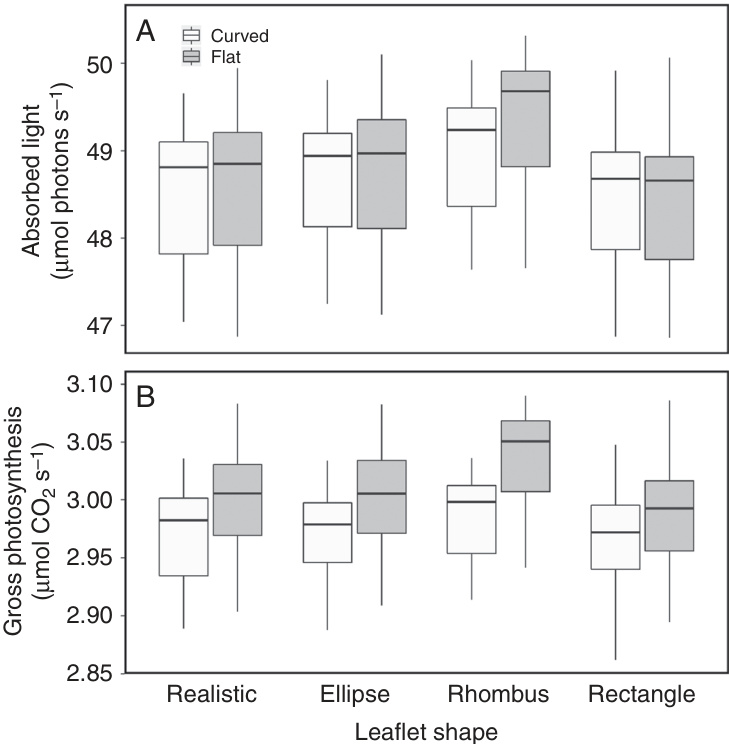 A
Curved
Flat
Absorbed light
(μmol photons s−1)
50
49
48
47
B
Gross photosynthesis
(μmol CO2 s−1)
3.10
3.05
3.00
2.95
2.90
2.85
Realistic Ellipse Rhombus Rectangle
Leaflet shape